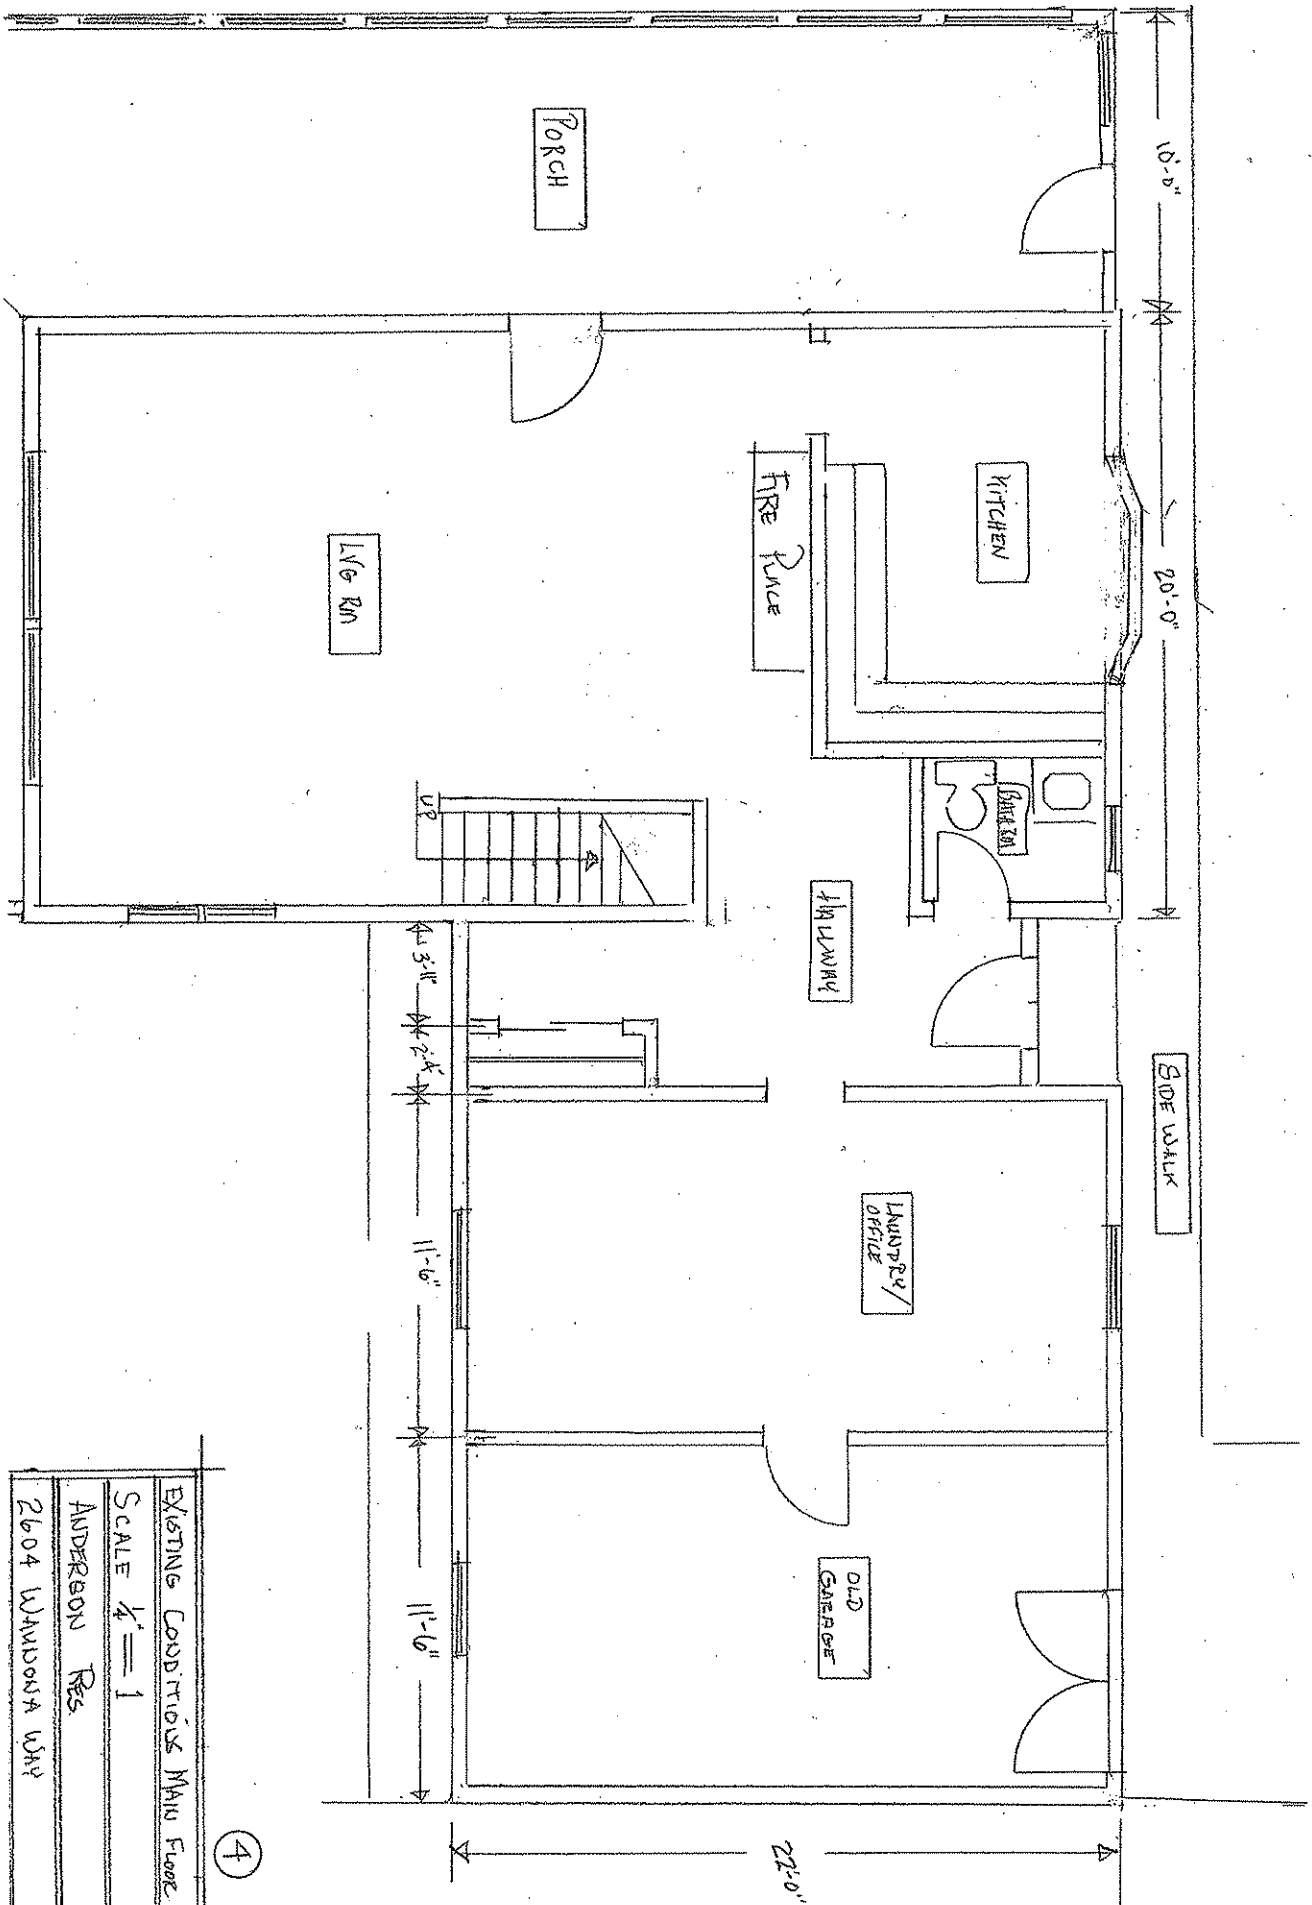 10'-0"
20'-0"
PORCH
KITCHEN
FIRE PLACE
LVG RM
UP
BATH RM
HALLWAY
SIDE WALK
3'-11"
2'-4"
11'-6"
11'-6"
LAUNDRY/
OFFICE
OLD
GARAGE
22'-0"
4
EXISTING CONDITIONS MAIN FLOOR
SCALE 1/4" = 1
ANDERSON RES
2604 WAUNONA WAY